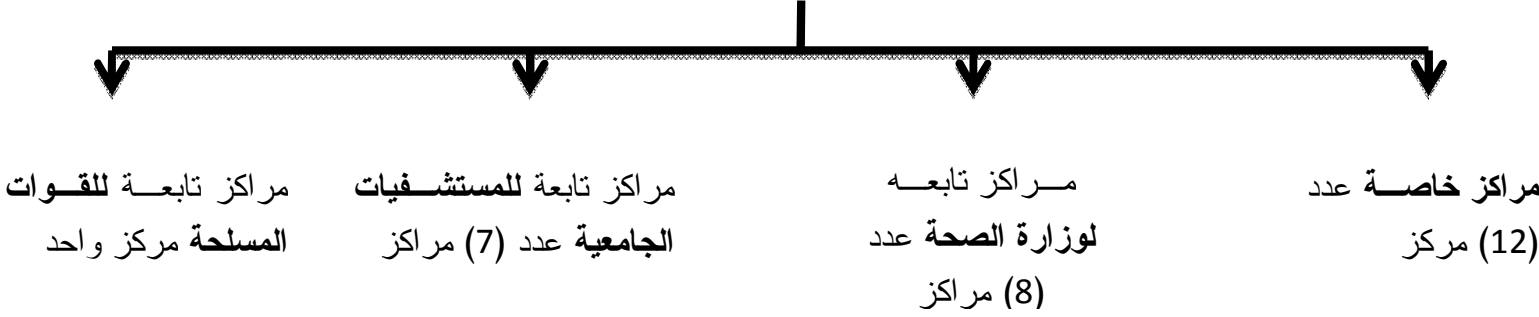 مراكز خاصة عدد
(12) مركز
مراكز تابعه
لوزارة الصحة عدد
(8) مراكز
مراكز تابعة للمستشفيات
الجامعية عدد (7) مراكز
مراكز تابعة للقوات
المسلحة مركز واحد